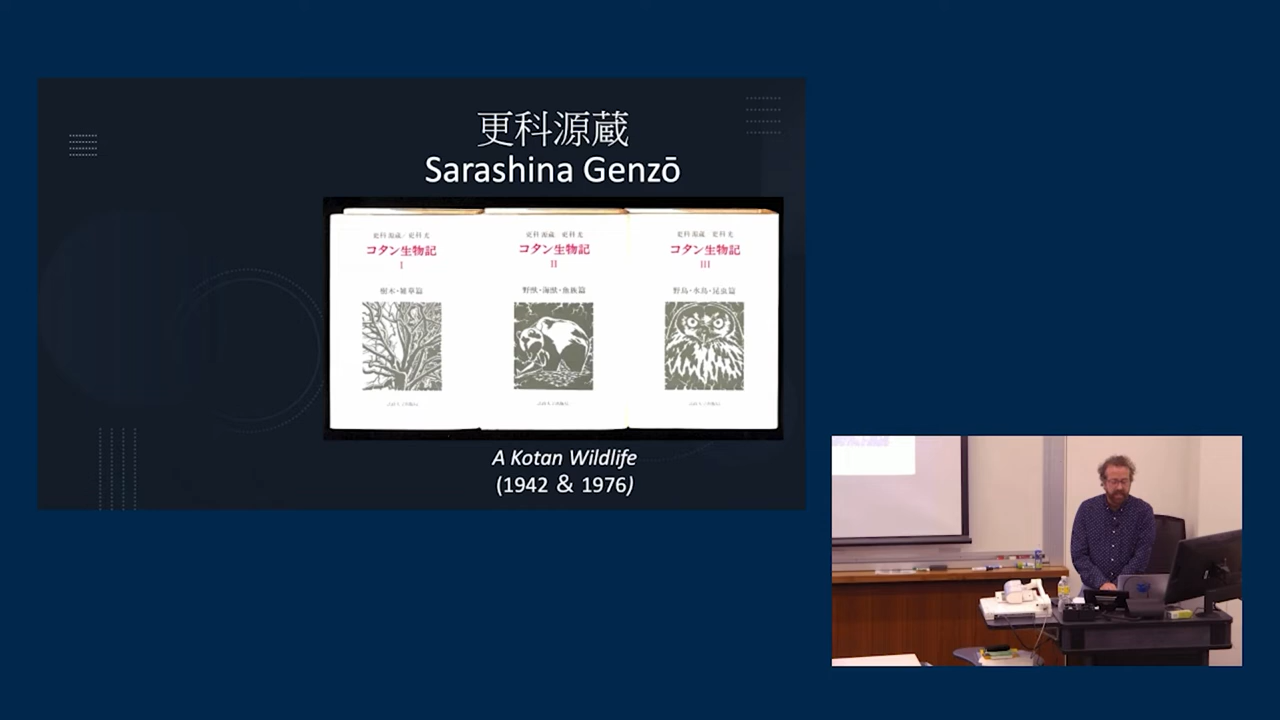 更科源蔵
Sarashina Genzō
更科源蔵／更科光
コタン生物記
I
樹木・雑草篇
更科源蔵／更科光
コタン生物記
II
野獣・海獣・魚族篇
更科源蔵／更科光
コタン生物記
III
野鳥・水鳥・昆虫篇
A Kotan Wildlife
(1942 & 1976)